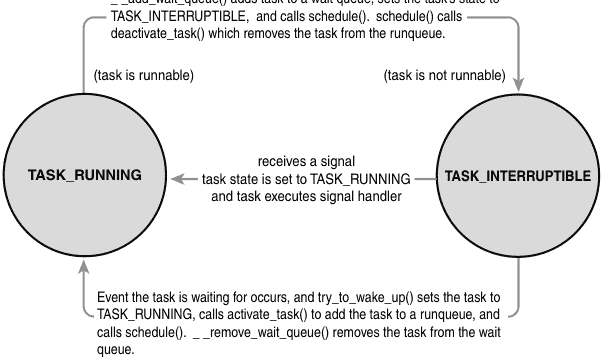 _ _add_wait_queue() adds task to a wait queue, sets the task's state to
TASK_INTERRUPTIBLE, and calls schedule(). schedule() calls
deactivate_task() which removes the task from the runqueue.
(task is runnable)
(task is not runnable)
TASK_RUNNING
receives a signal
task state is set to TASK_RUNNING
and task executes signal handler
TASK_INTERRUPTIBLE
Event the task is waiting for occurs, and try_to_wake_up() sets the task to
TASK_RUNNING, calls activate_task() to add the task to a runqueue, and
calls schedule(). _ _remove_wait_queue() removes the task from the wait
queue.